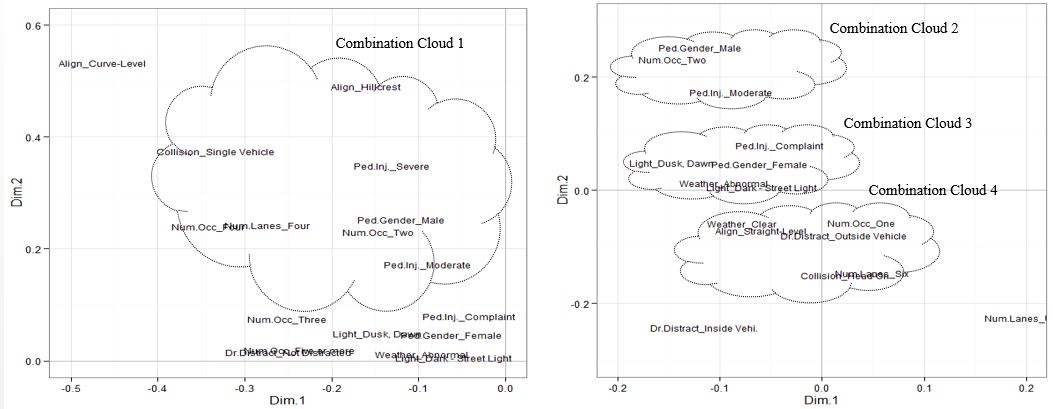 Combination Cloud 1
0.6
Align_Curve-Level
Align_Hillcrest
0.4
Collision_Single Vehicle
Ped.Inj._Severe
Dim.2
Num.Occ_Four
Num.Lanes_Four
Ped.Gender_Male
Num.Occ_Two
0.2
Ped.Inj._Moderate
Num.Occ_Three
Ped.Inj._Complaint
Light_Dusk, Dawn
Ped.Gender_Female
Dr.Distract_Not Distracted
Num.Occ_Five or more
Weather_Abnormal
Light_Dark - Street Light
0.0
-0.5 -0.4 -0.3 -0.2 -0.1 0.0
Dim.1
Combination Cloud 2
Ped.Gender_Male
Num.Occ_Two
0.2
Ped.Inj._Moderate
Combination Cloud 3
Ped.Inj._Complaint
Light_Dusk, Dawn
Ped.Gender_Female
Weather_Abnormal
Light_Dark - Street Light
0.0
Dim.2
Combination Cloud 4
Weather_Clear
Num.Occ_One
Align_Straight-Level
Dr.Distract_Outside Vehicle
Collision_Head-On
Num.Lanes_Six
-0.2
Dr.Distract_Inside Vehi.
Num.Lanes_
-0.2 -0.1 0.0 0.1 0.2
Dim.1